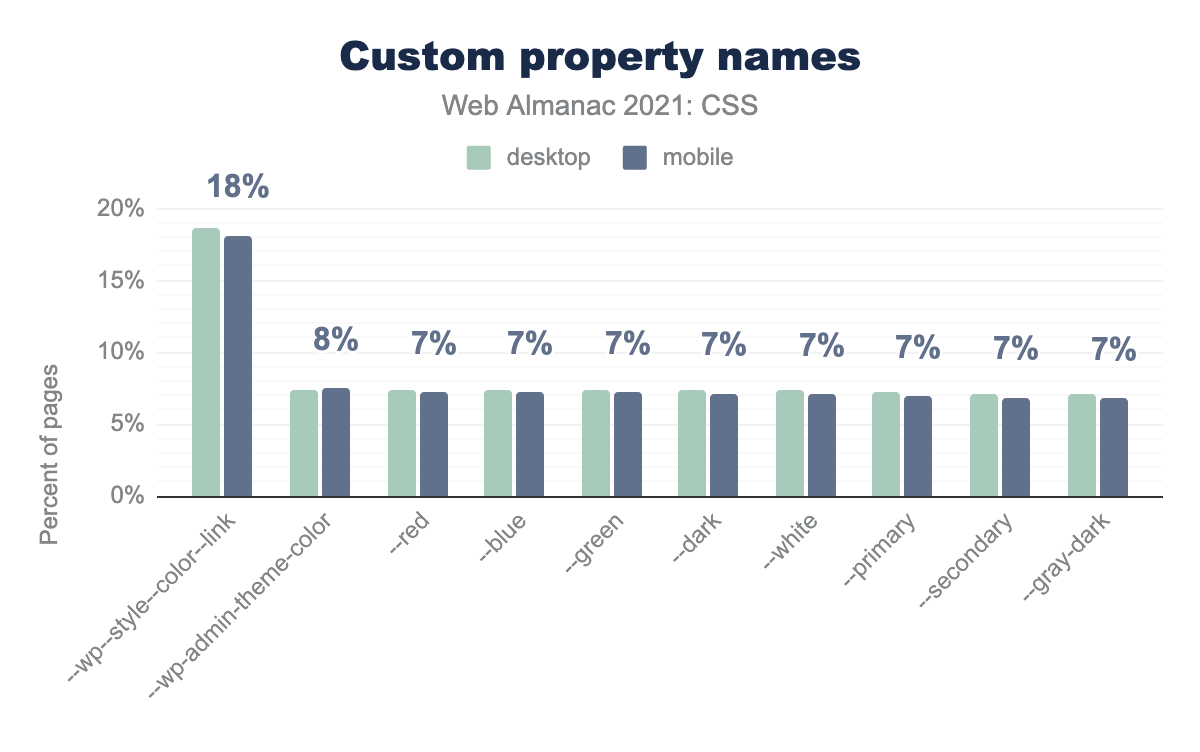 Custom property names
Web Almanac 2021: CSS
desktop
mobile
18%
8%
7%
7%
7%
7%
7%
7%
7%
7%
20%
15%
10%
5%
0%
Percent of pages
--wp--style--color--link
--wp-admin-theme-color
--red
--blue
--green
--dark
--white
--primary
--secondary
--gray-dark